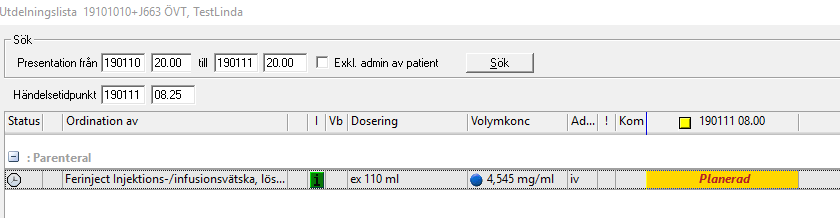 Utdelningslista 19101010+J663 ÖVT, TestLinda
Sök
Presentation från 190110 20.00 till 190111 20.00 Exkl. admin av patient Sök
Händelsetidpunkt 190111 08.25
Status Ordination av I Vb Dosering Volymkonc Ad... ! Kom 190111 08.00
: Parenteral
Ferinject Injektions-/infusionsvätska, lös... i ex 110 ml 4,545 mg/ml iv Planerad